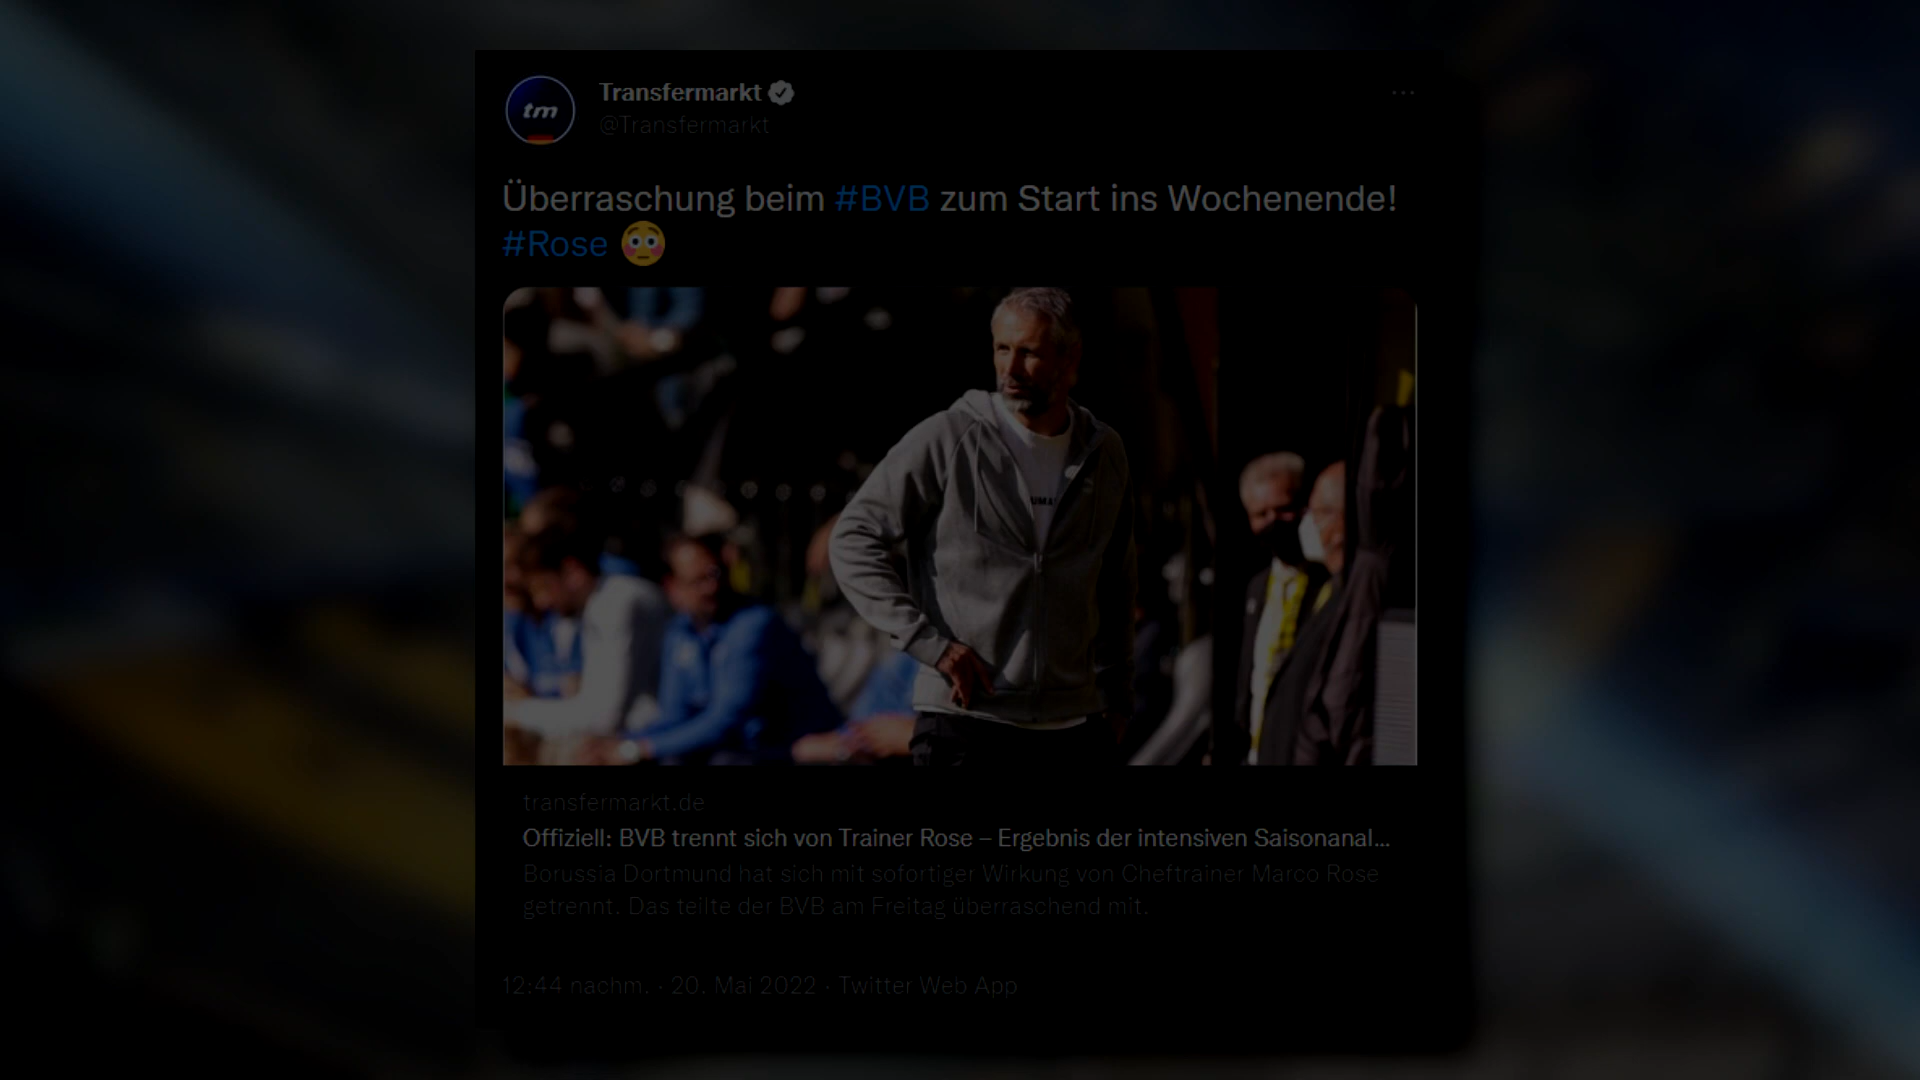 tm
Transfermarkt
@Transfermarkt
Überraschung beim #BVB zum Start ins Wochenende!
#Rose
transfermarkt.de
Offiziell: BVB trennt sich von Trainer Rose – Ergebnis der intensiven Saisonanal...
Borussia Dortmund hat sich mit sofortiger Wirkung von Cheftrainer Marco Rose
getrennt. Das teilte der BVB am Freitag überraschend mit.
12:44 nachm. · 20. Mai 2022 · Twitter Web App